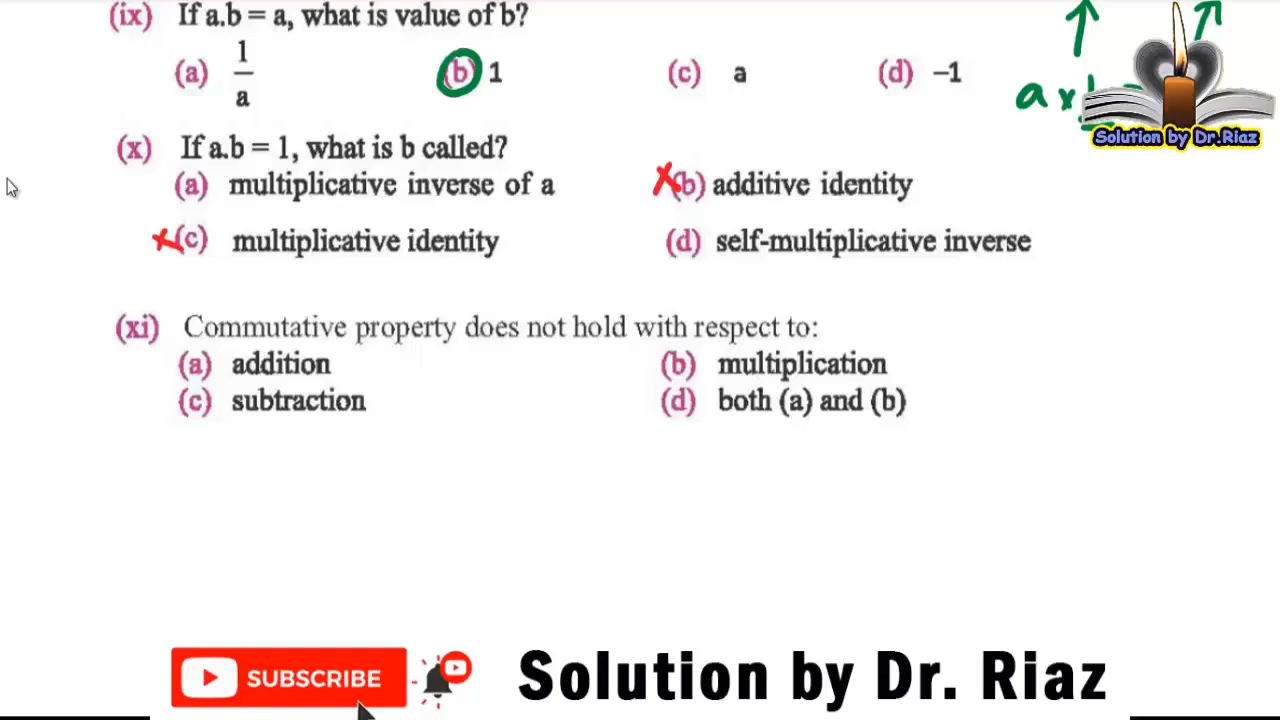 (ix) If a.b = a, what is value of b?
(a) 1/a (b) 1 (c) a (d) –1
a ×
Solution by Dr.Riaz
(x) If a.b = 1, what is b called?
(a) multiplicative inverse of a (b) additive identity
(c) multiplicative identity (d) self-multiplicative inverse
(xi) Commutative property does not hold with respect to:
(a) addition (b) multiplication
(c) subtraction (d) both (a) and (b)
SUBSCRIBE
Solution by Dr. Riaz